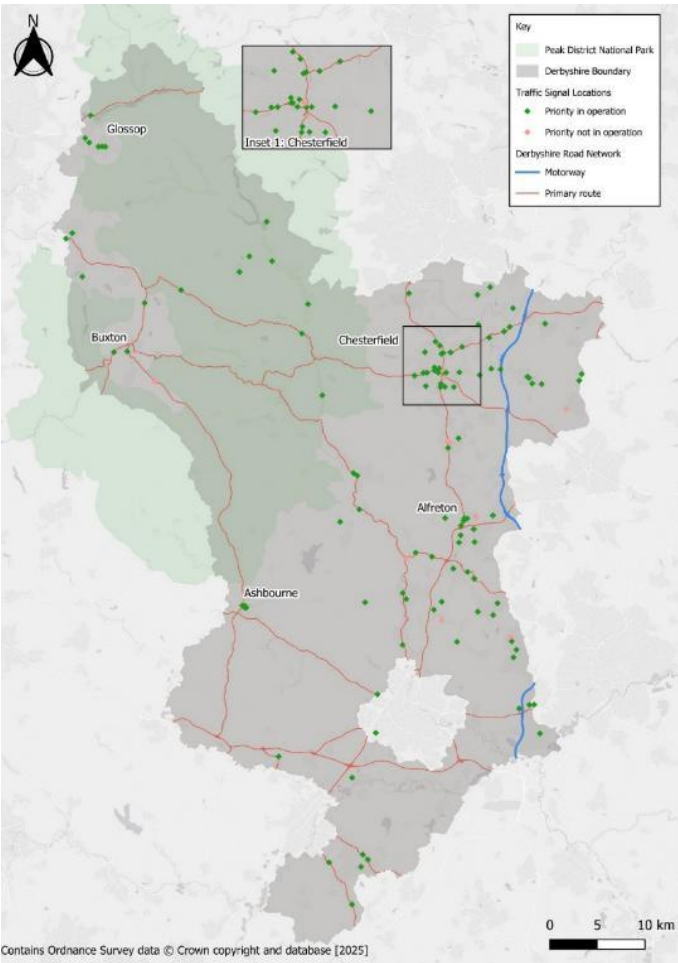 N
Key
Peak District National Park
Derbyshire Boundary
Traffic Signal Locations
Priority in operation
Priority not in operation
Derbyshire Road Network
Motorway
Primary route
Glossop
Inset 1: Chesterfield
Buxton
Chesterfield
Alfreton
Ashbourne
0 5 10 km
Contains Ordnance Survey data © Crown copyright and database [2025]